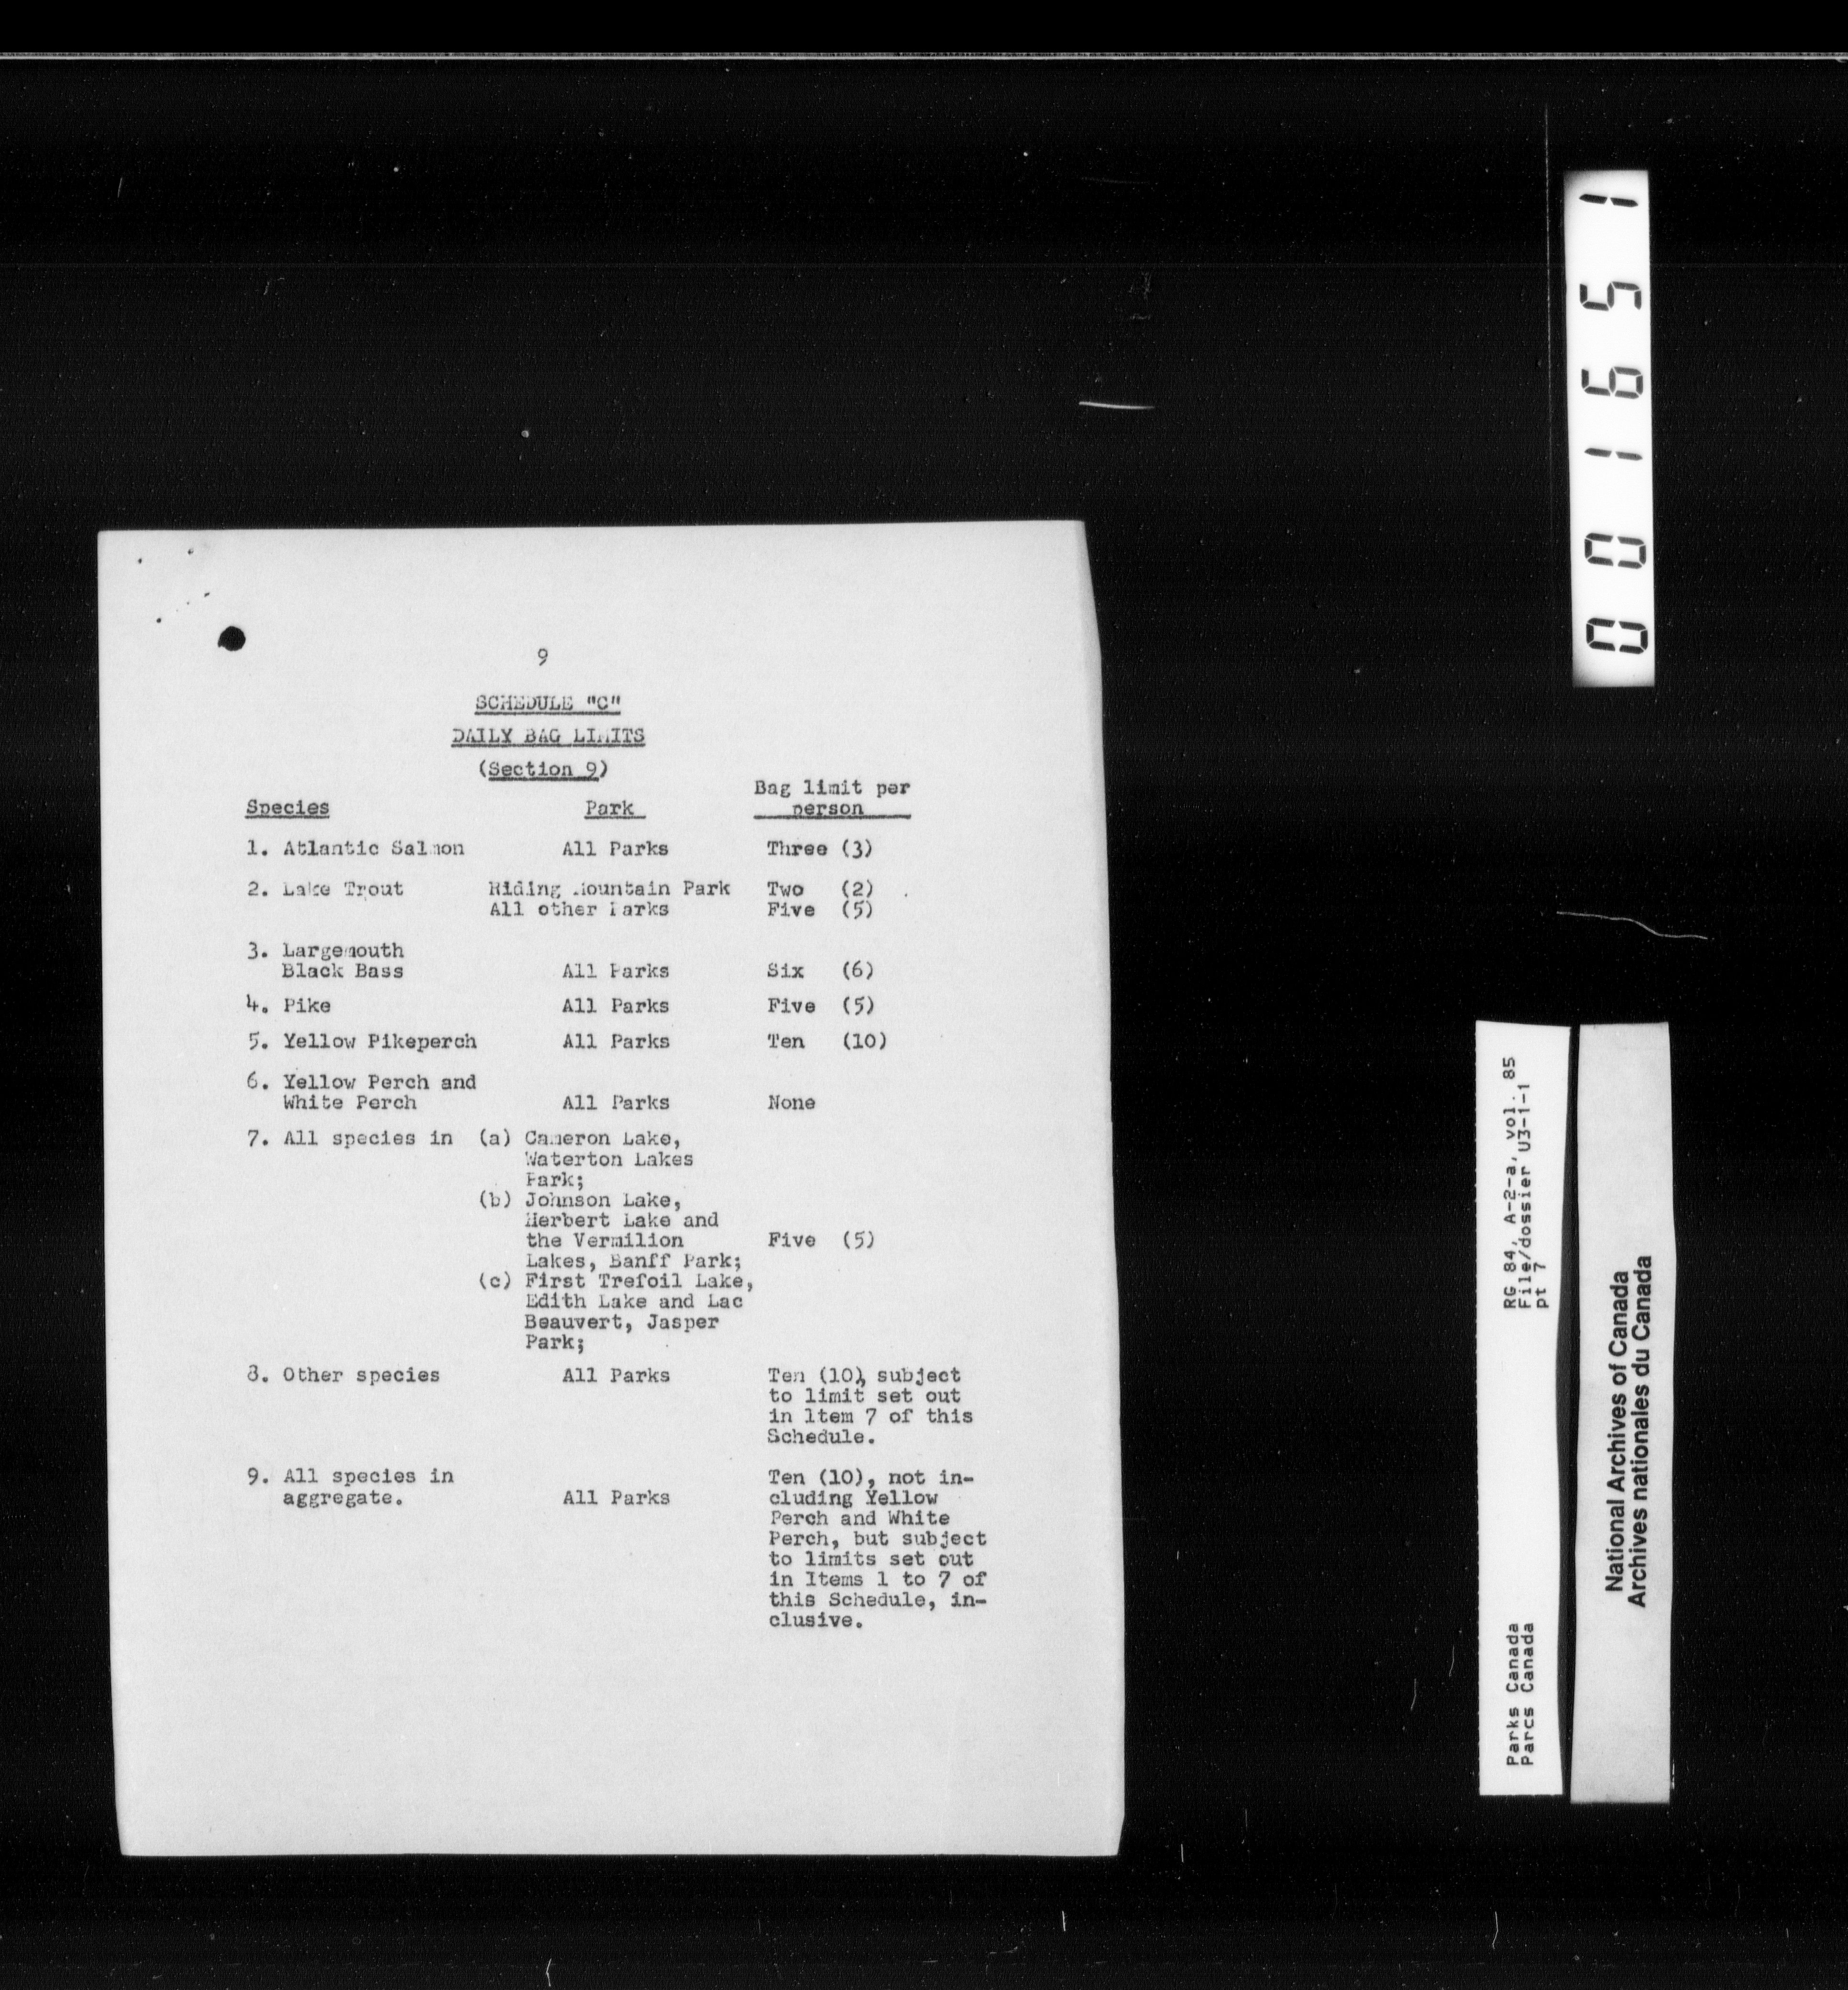 9
SCHEDULE "C"
DAILY BAG LIMITS
(Section 9)
Species Park Bag limit per
person
1. Atlantic Salmon All Parks Three (3)
2. Lake Trout Riding Mountain Park Two (2)
All other Parks Five (5)
3. Largemouth
Black Bass All Parks Six (6)
4. Pike All Parks Five (5)
5. Yellow Pikeperch All Parks Ten (10)
6. Yellow Perch and
White Perch All Parks None
7. All species in (a) Cameron Lake,
Waterton Lakes
Park;
(b) Johnson Lake,
Herbert Lake and
the Vermilion Five (5)
Lakes, Banff Park;
(c) First Trefoil Lake,
Edith Lake and Lac
Beauvert, Jasper
Park;
8. Other species All Parks Ten (10), subject
to limit set out
in Item 7 of this
Schedule.
9. All species in Ten (10), not in-
aggregate. All Parks cluding Yellow
Perch and White
Perch, but subject
to limits set out
in Items 1 to 7 of
this Schedule, in-
clusive.
001651
Parks Canada RG 84, A-2-a, vol. 85
Parcs Canada File/dossier U3-1-1
pt 7
National Archives of Canada
Archives nationales du Canada